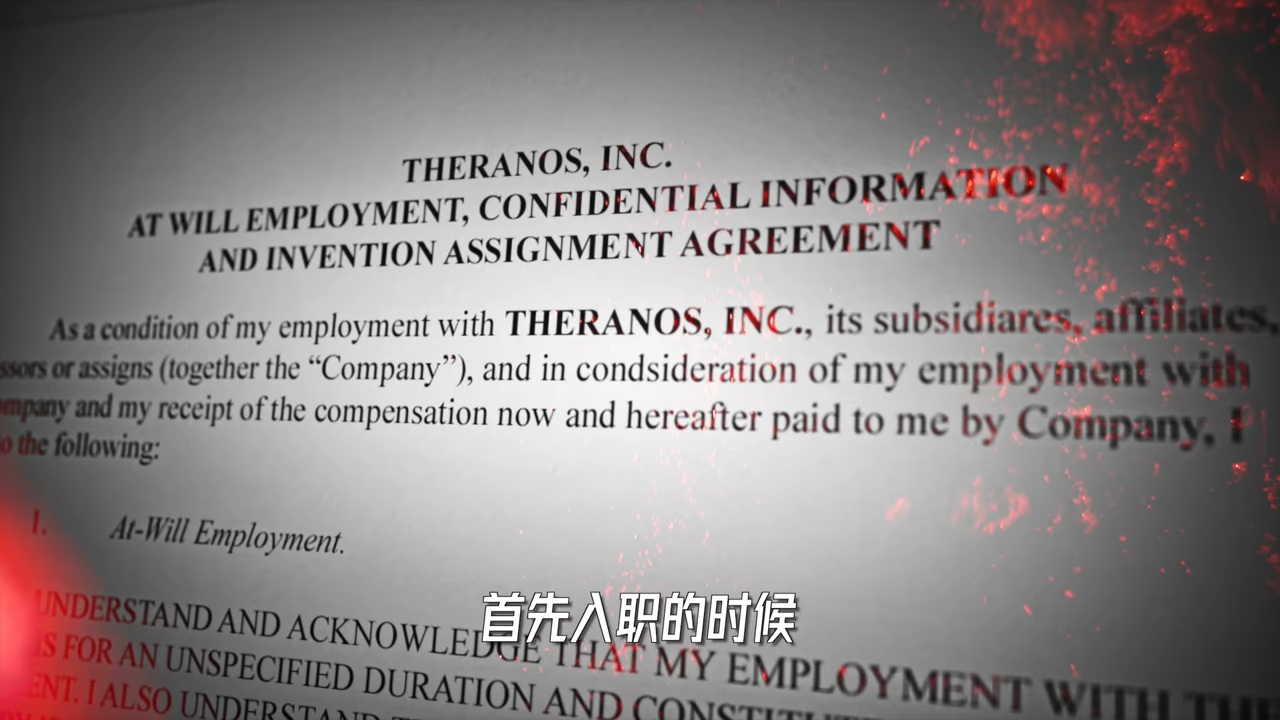 THERANOS, INC.
AT WILL EMPLOYMENT, CONFIDENTIAL INFORMATION
AND INVENTION ASSIGNMENT AGREEMENT
As a condition of my employment with THERANOS, INC., its subsidiares, affiliates,
or assigns (together the “Company”), and in condsideration of my employment with
and my receipt of the compensation now and hereafter paid to me by Company, I
the following:
1. At-Will Employment.
UNDERSTAND AND ACKNOWLEDGE THAT MY EMPLOYMENT WITH THE
IS FOR AN UNSPECIFIED DURATION AND
I ALSO UNDERSTAND
首先入职的时候